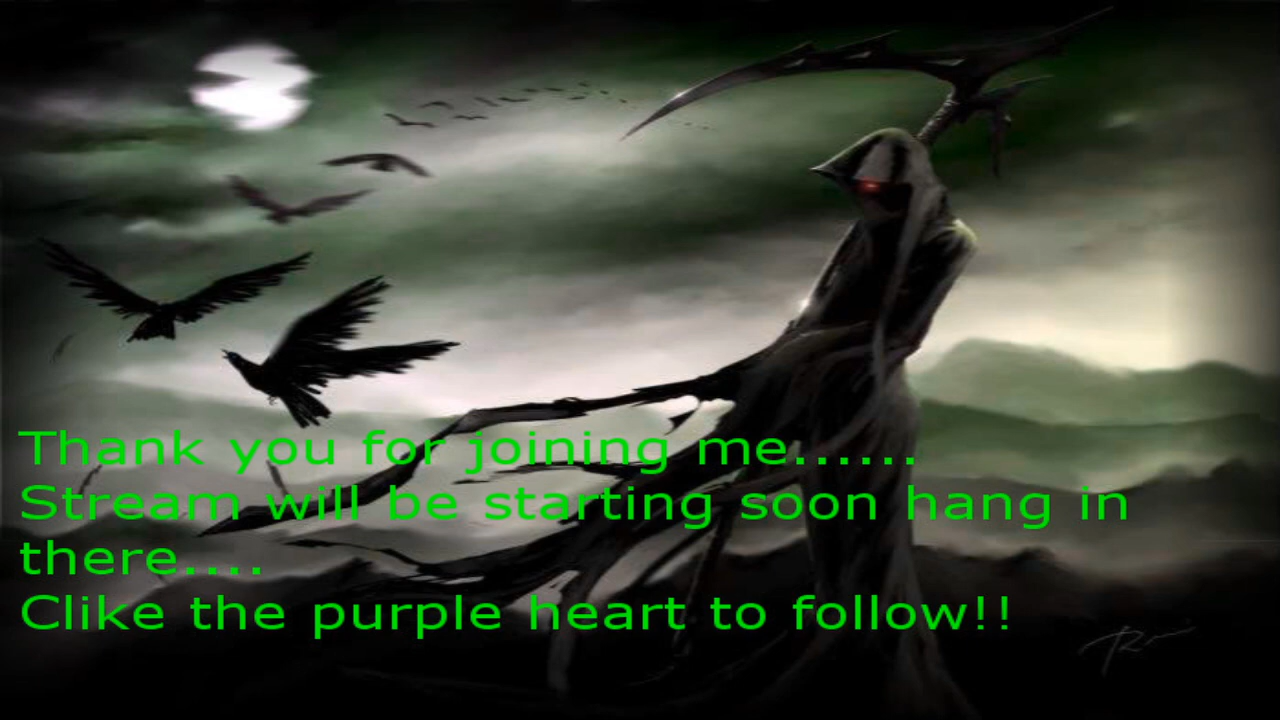 Thank you for joining me......
Stream will be starting soon hang in
there....
Clike the purple heart to follow!!